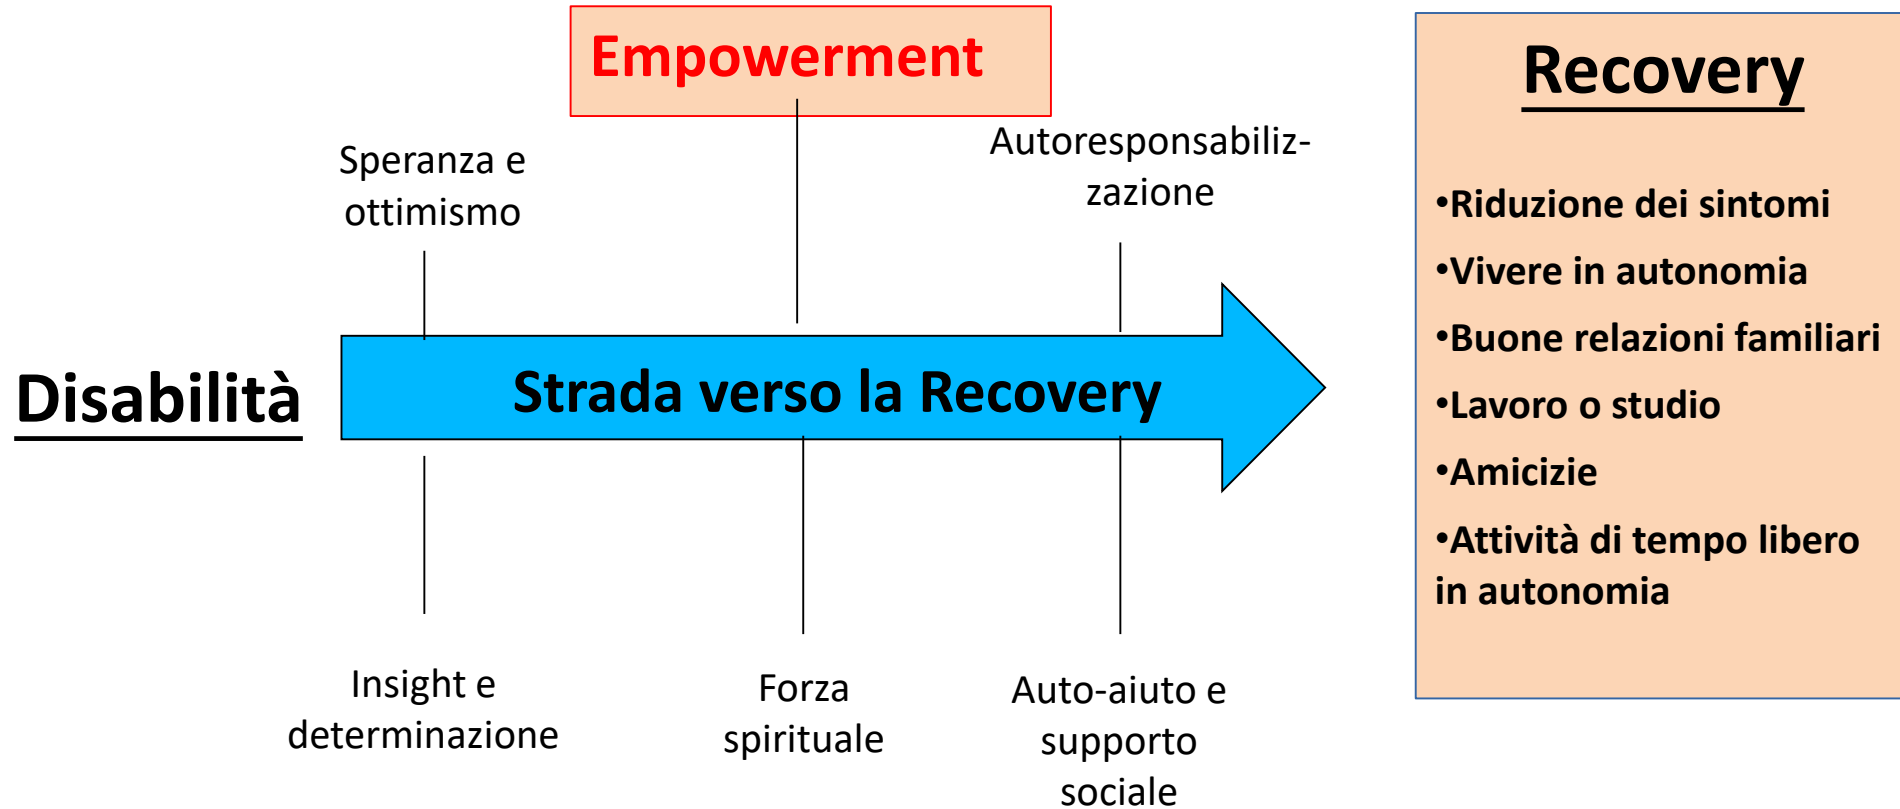 Empowerment
Speranza e
ottimismo
Autoresponsabiliz-
zazione
Disabilità
Strada verso la Recovery
Insight e
determinazione
Forza
spirituale
Auto-aiuto e
supporto
sociale
Recovery
•Riduzione dei sintomi
•Vivere in autonomia
•Buone relazioni familiari
•Lavoro o studio
•Amicizie
•Attività di tempo libero
in autonomia